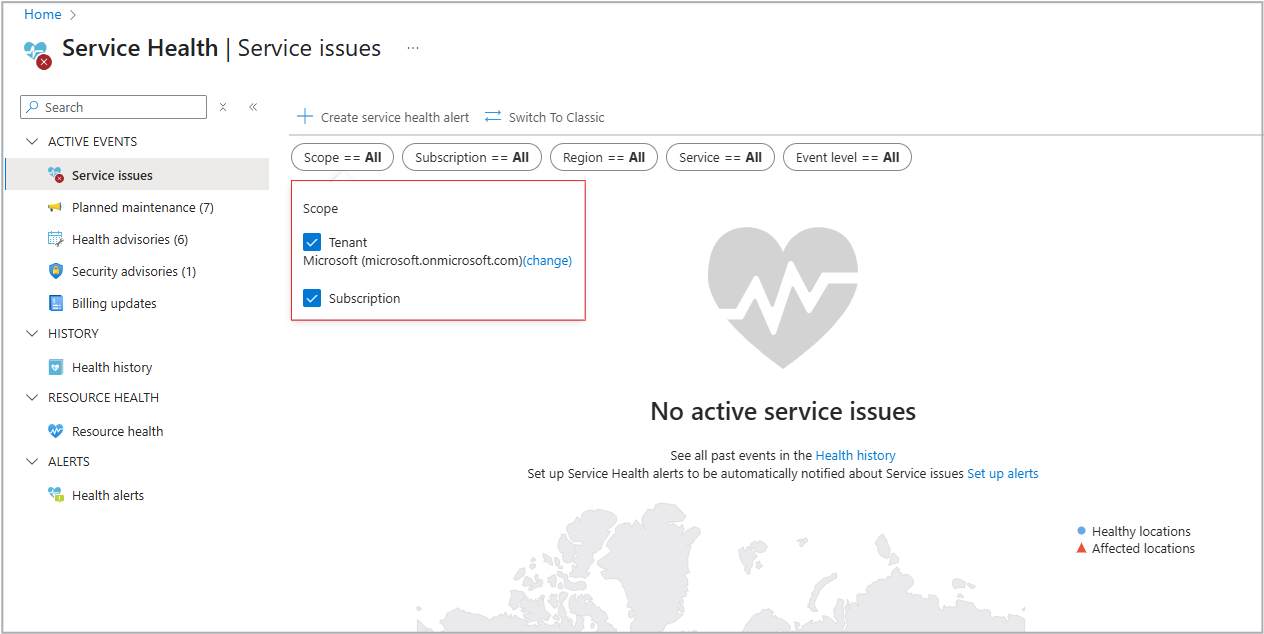 Home
Service Health | Service issues
Search
Create service health alert
Switch To Classic
ACTIVE EVENTS
Service issues
Planned maintenance (7)
Health advisories (6)
Security advisories (1)
Billing updates
HISTORY
Health history
RESOURCE HEALTH
Resource health
ALERTS
Health alerts
Scope == All
Subscription == All
Region == All
Service == All
Event level == All
Scope
Tenant
Microsoft (microsoft.onmicrosoft.com)(change)
Subscription
No active service issues
See all past events in the Health history
Set up Service Health alerts to be automatically notified about Service issues Set up alerts
Healthy locations
Affected locations